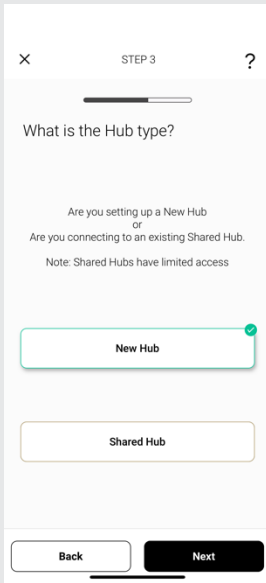 STEP 3
?
What is the Hub type?
Are you setting up a New Hub
or
Are you connecting to an existing Shared Hub.
Note: Shared Hubs have limited access
New Hub
Shared Hub
Back
Next